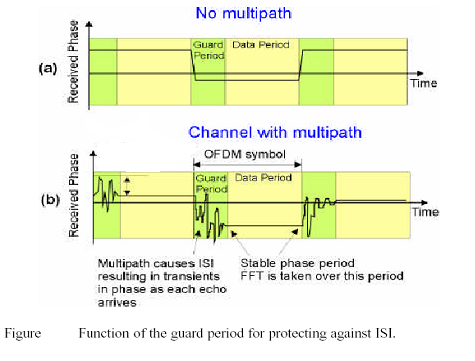 No multipath
Received Phase
(a)
Guard Period
Data Period
Time
Channel with multipath
OFDM symbol
Received Phase
(b)
Guard Period
Data Period
Time
Multipath causes ISI
resulting in transients
in phase as each echo
arrives
Stable phase period
FFT is taken over this period
Figure Function of the guard period for protecting against ISI.